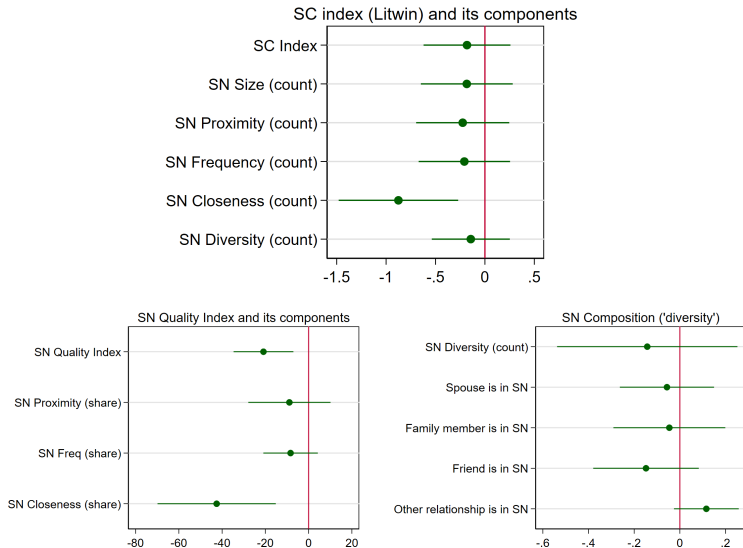 SC index (Litwin) and its components
SC Index
SN Size (count)
SN Proximity (count)
SN Frequency (count)
SN Closeness (count)
SN Diversity (count)
-1.5 -1 -.5 0 .5
SN Quality Index and its components
SN Quality Index
SN Proximity (share)
SN Freq (share)
SN Closeness (share)
-80 -60 -40 -20 0 20
SN Composition ('diversity')
SN Diversity (count)
Spouse is in SN
Family member is in SN
Friend is in SN
Other relationship is in SN
-.6 -.4 -.2 0 .2